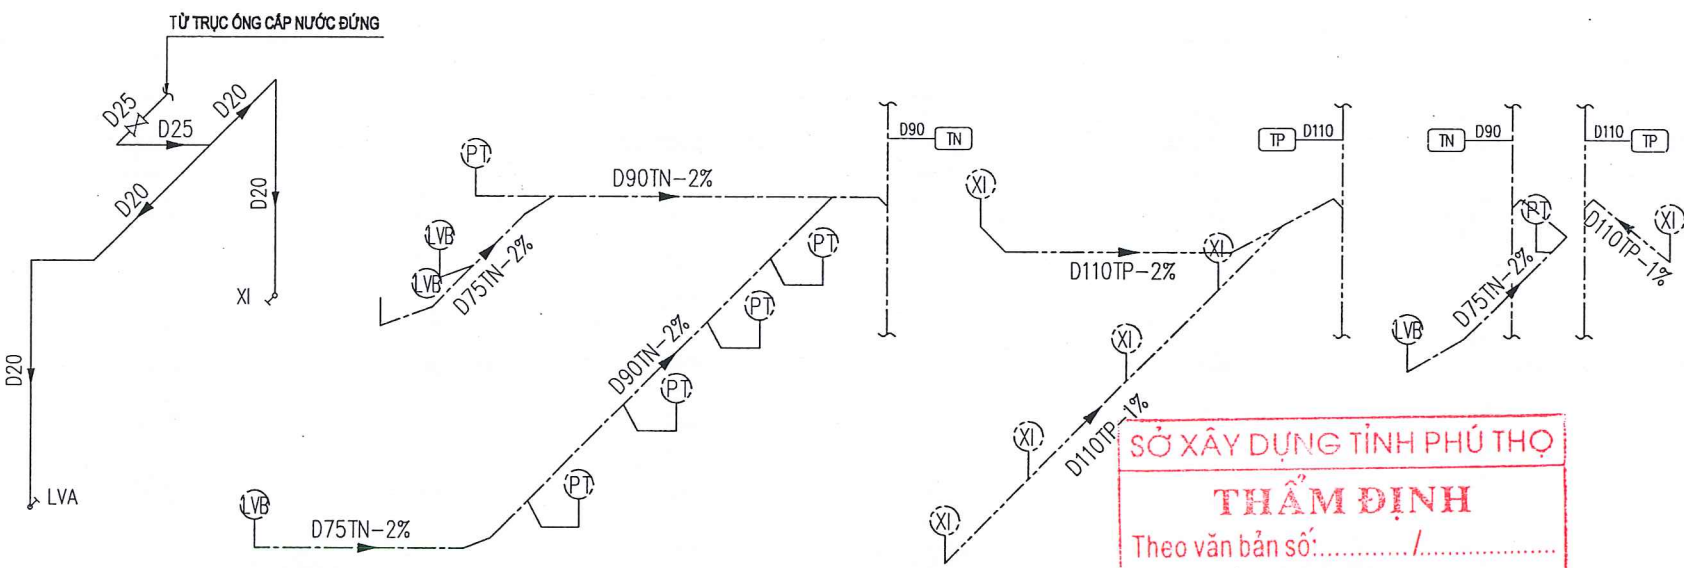 TỪ TRỤC ỐNG CẤP NƯỚC ĐỨNG
D25
D25
D20
D20
D20
D20
XI
LVA
PT
D90TN-2%
D90
TN
LVB
LVB
D75TN-2%
PT
PT
PT
PT
D90TN-2%
LVB
D75TN-2%
XI
D110TP-2%
XI
XI
XI
XI
D110TP-1%
TP
D110
TN
D90
D110
TP
PT
XI
D110TP-1%
D75TN-2%
LVB
SỞ XÂY DỰNG TỈNH PHÚ THỌ
THẨM ĐỊNH
Theo văn bản số:............/...................